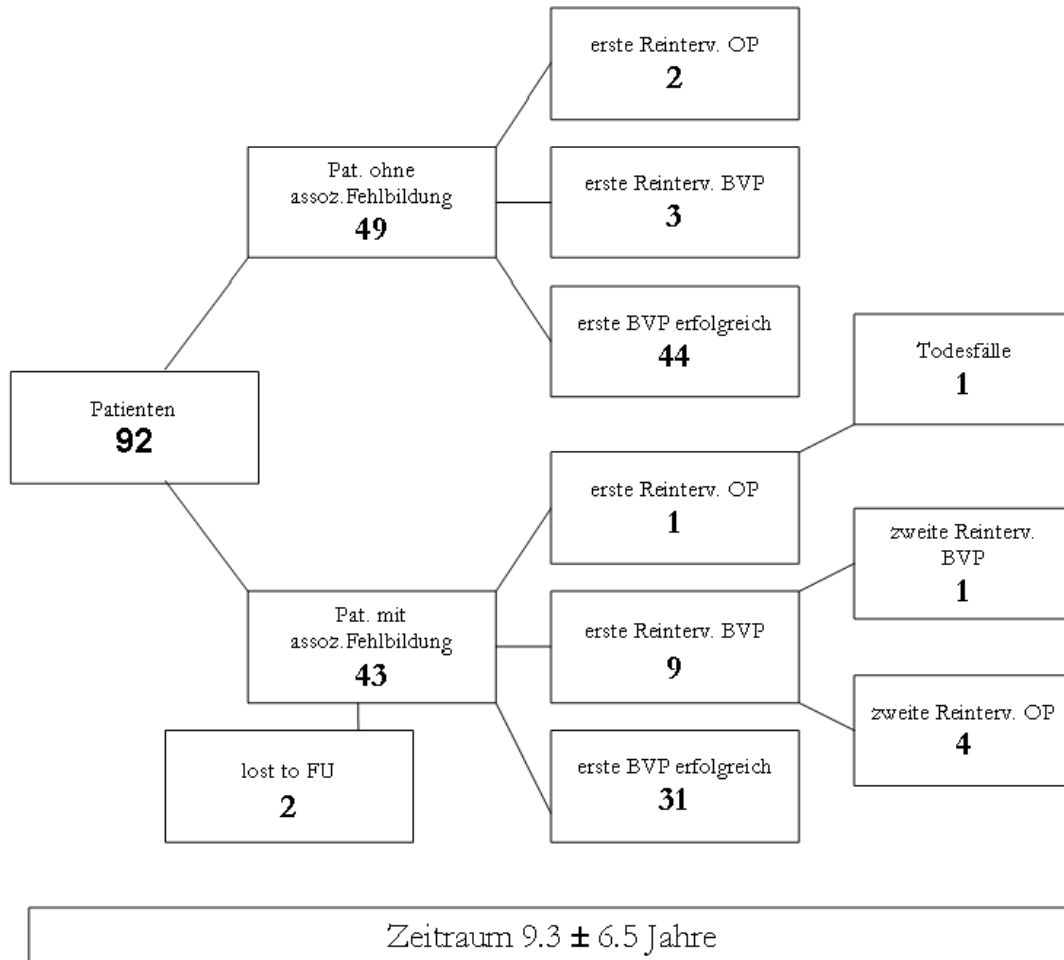 erste Reinterv. OP
2
Pat. ohne
assoz.Fehlbildung
49
erste Reinterv. BVP
3
erste BVP erfolgreich
44
Todesfälle
1
Patienten
92
erste Reinterv. OP
1
zweite Reinterv.
BVP
1
Pat. mit
assoz.Fehlbildung
43
erste Reinterv. BVP
9
zweite Reinterv. OP
4
lost to FU
2
erste BVP erfolgreich
31
Zeitraum 9.3 ± 6.5 Jahre